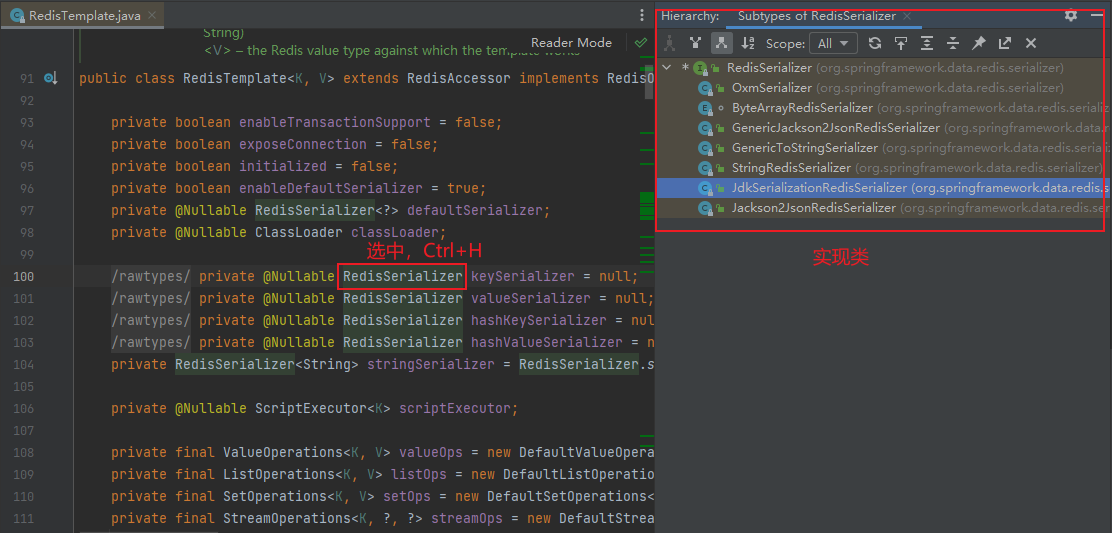 RedisTemplate.java
String)
<V> – the Redis value type against which the template works
Reader Mode
91 public class RedisTemplate<K, V> extends RedisAccessor implements RedisO
92
93 private boolean enableTransactionSupport = false;
94 private boolean exposeConnection = false;
95 private boolean initialized = false;
96 private boolean enableDefaultSerializer = true;
97 private @Nullable RedisSerializer<?> defaultSerializer;
98 private @Nullable ClassLoader classLoader;
99
选中，Ctrl+H
100 /rawtypes/ private @Nullable RedisSerializer keySerializer = null;
101 /rawtypes/ private @Nullable RedisSerializer valueSerializer = null;
102 /rawtypes/ private @Nullable RedisSerializer hashKeySerializer = nul
103 /rawtypes/ private @Nullable RedisSerializer hashValueSerializer = n
104 private RedisSerializer<String> stringSerializer = RedisSerializer.s
105
106 private @Nullable ScriptExecutor<K> scriptExecutor;
107
108 private final ValueOperations<K, V> valueOps = new DefaultValueOpera
109 private final ListOperations<K, V> listOps = new DefaultListOperation
110 private final SetOperations<K, V> setOps = new DefaultSetOperations<
111 private final StreamOperations<K, ?, ?> streamOps = new DefaultStrea
Hierarchy: Subtypes of RedisSerializer
Scope: All
* RedisSerializer (org.springframework.data.redis.serializer)
OxmSerializer (org.springframework.data.redis.serializer)
ByteArrayRedisSerializer (org.springframework.data.redis.serializ
GenericJackson2JsonRedisSerializer (org.springframework.data.re
GenericToStringSerializer (org.springframework.data.redis.serializ
StringRedisSerializer (org.springframework.data.redis.serializer)
JdkSerializationRedisSerializer (org.springframework.data.redis.s
Jackson2JsonRedisSerializer (org.springframework.data.redis.ser
实现类